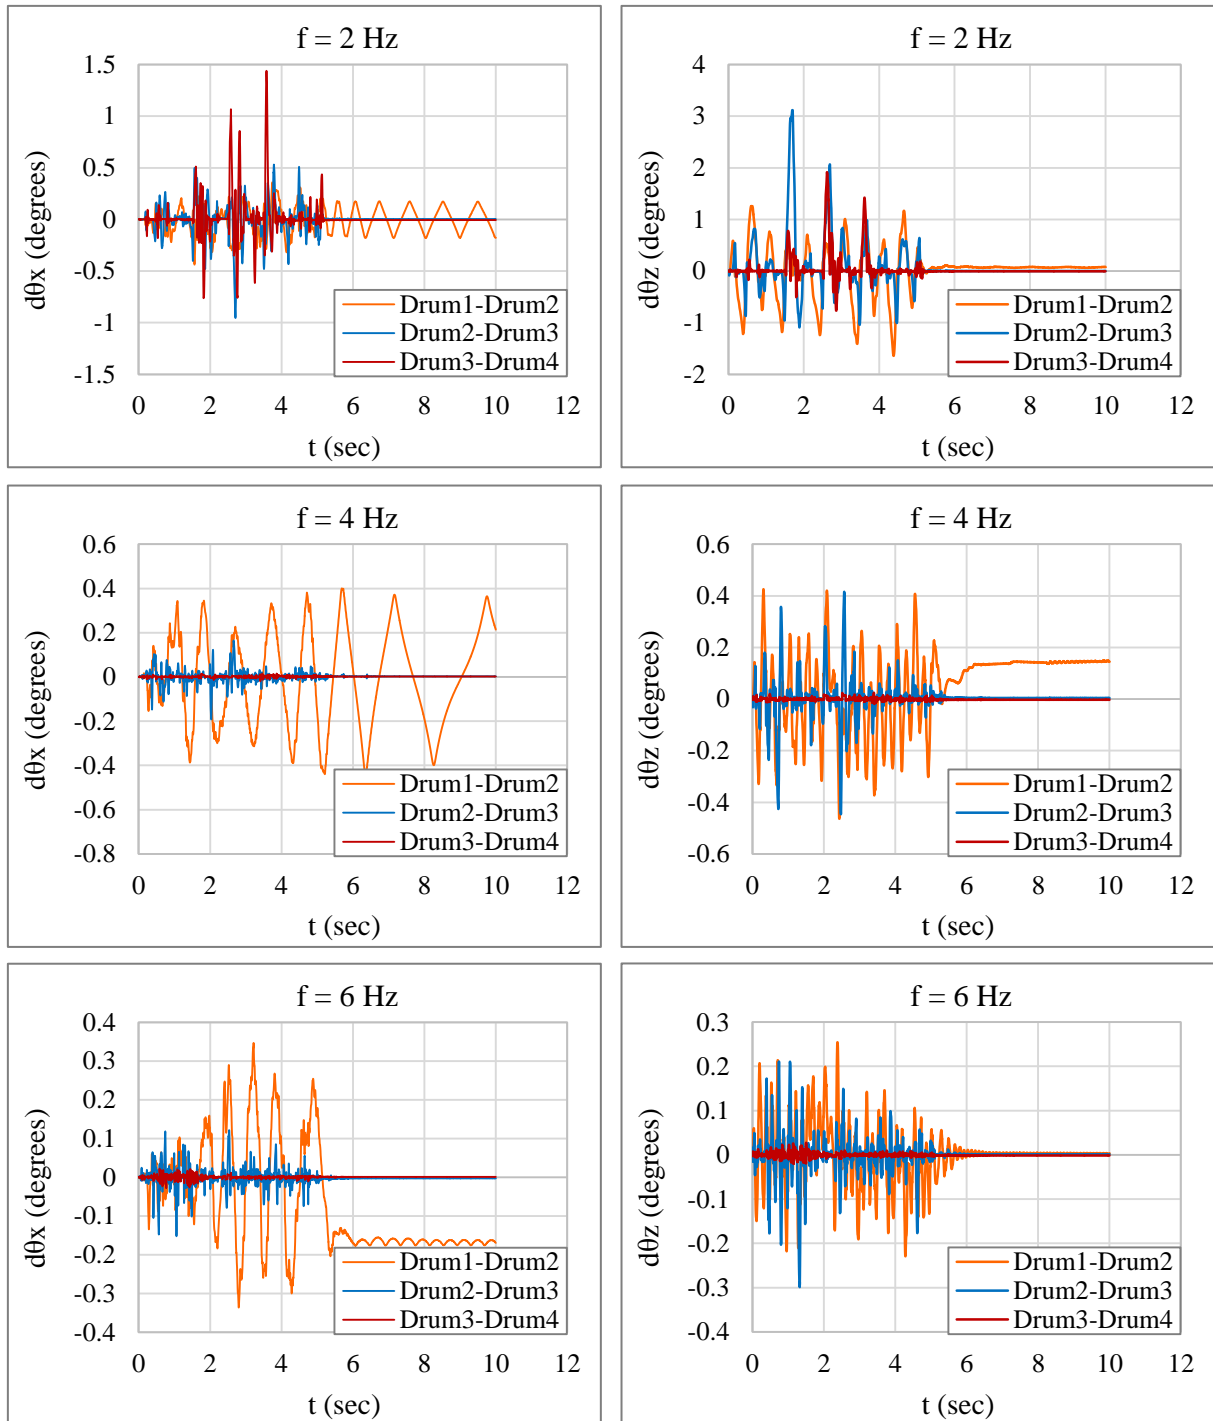 f = 2 Hz
dθx (degrees)
1.5
1
0.5
0
-0.5
-1
-1.5
Drum1-Drum2
Drum2-Drum3
Drum3-Drum4
0 2 4 6 8 10 12
t (sec)
f = 2 Hz
dθz (degrees)
4
3
2
1
0
-1
-2
Drum1-Drum2
Drum2-Drum3
Drum3-Drum4
0 2 4 6 8 10 12
t (sec)
f = 4 Hz
dθx (degrees)
0.6
0.4
0.2
0
-0.2
-0.4
-0.6
-0.8
Drum1-Drum2
Drum2-Drum3
Drum3-Drum4
0 2 4 6 8 10 12
t (sec)
f = 4 Hz
dθz (degrees)
0.6
0.4
0.2
0
-0.2
-0.4
-0.6
Drum1-Drum2
Drum2-Drum3
Drum3-Drum4
0 2 4 6 8 10 12
t (sec)
f = 6 Hz
dθx (degrees)
0.4
0.3
0.2
0.1
0
-0.1
-0.2
-0.3
-0.4
Drum1-Drum2
Drum2-Drum3
Drum3-Drum4
0 2 4 6 8 10 12
t (sec)
f = 6 Hz
dθz (degrees)
0.3
0.2
0.1
0
-0.1
-0.2
-0.3
-0.4
Drum1-Drum2
Drum2-Drum3
Drum3-Drum4
0 2 4 6 8 10 12
t (sec)